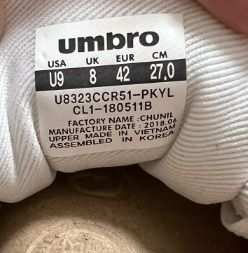 umbro
USA UK EUR CM
U9 8 42 27.0
U8323CCR51-PKYL
CL1-180511B
FACTORY NAME : CHUNIL
MANUFACTURE DATE : 2018.06
UPPER MADE IN VIETNAM
ASSEMBLED IN KOREA